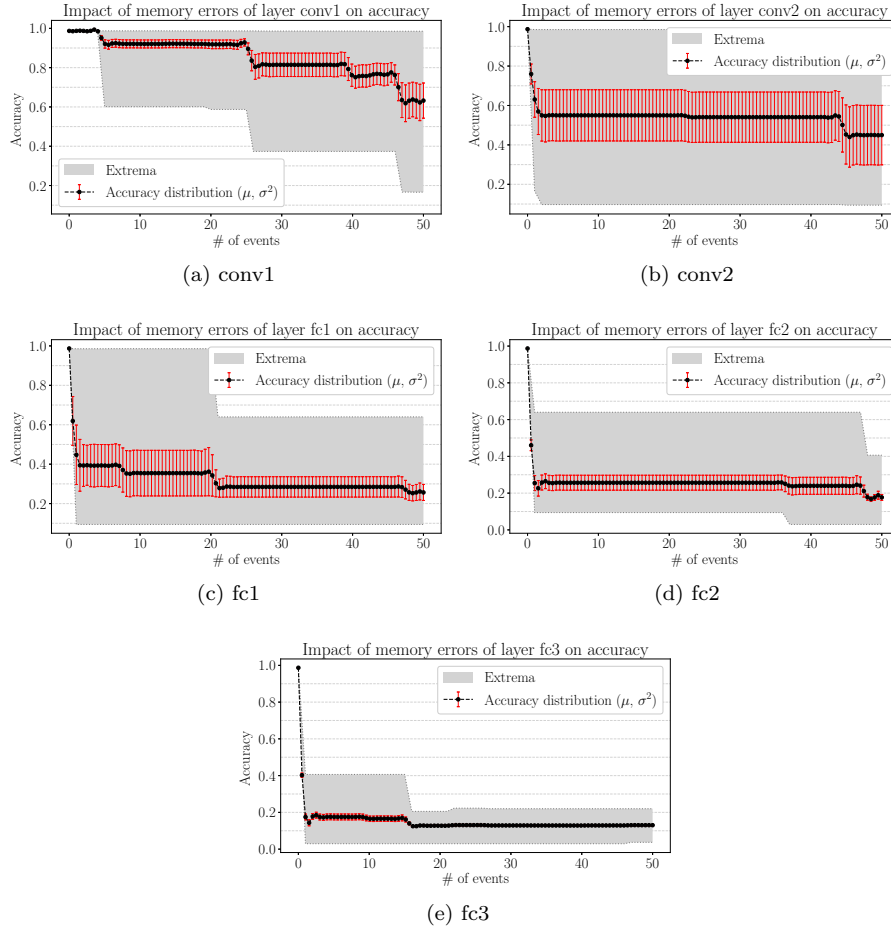 Impact of memory errors of layer conv1 on accuracy
1.0
0.8
0.6
0.4
0.2
Accuracy
Extrema
Accuracy distribution (μ, σ²)
0 10 20 30 40 50
# of events
(a) conv1
Impact of memory errors of layer conv2 on accuracy
1.0
0.8
0.6
0.4
0.2
Accuracy
Extrema
Accuracy distribution (μ, σ²)
0 10 20 30 40 50
# of events
(b) conv2
Impact of memory errors of layer fc1 on accuracy
1.0
0.8
0.6
0.4
0.2
Accuracy
Extrema
Accuracy distribution (μ, σ²)
0 10 20 30 40 50
# of events
(c) fc1
Impact of memory errors of layer fc2 on accuracy
1.0
0.8
0.6
0.4
0.2
0.0
Accuracy
Extrema
Accuracy distribution (μ, σ²)
0 10 20 30 40 50
# of events
(d) fc2
Impact of memory errors of layer fc3 on accuracy
1.0
0.8
0.6
0.4
0.2
0.0
Accuracy
Extrema
Accuracy distribution (μ, σ²)
0 10 20 30 40 50
# of events
(e) fc3